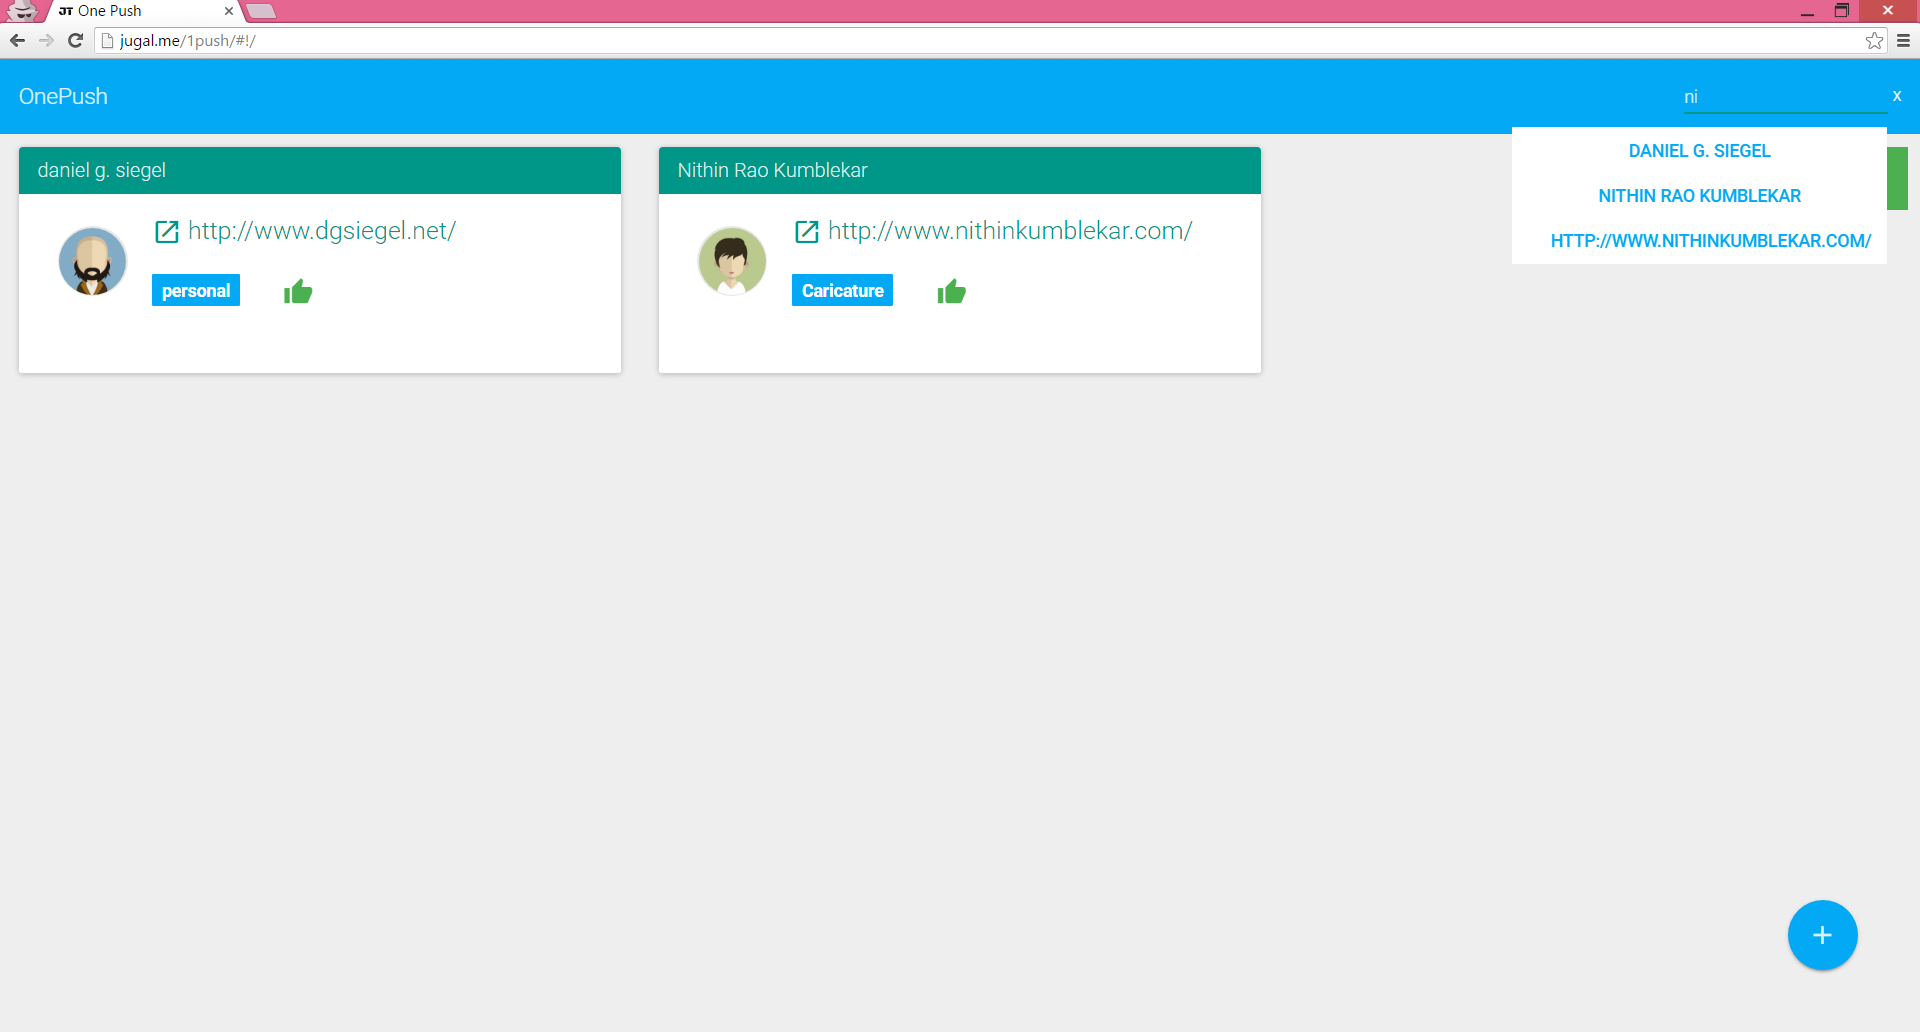 One Push
jugal.me/1push/#!/
OnePush
ni
x
DANIEL G. SIEGEL
NITHIN RAO KUMBLEKAR
HTTP://WWW.NITHINKUMBLEKAR.COM/
daniel g. siegel
http://www.dgsiegel.net/
personal
Nithin Rao Kumblekar
http://www.nithinkumblekar.com/
Caricature